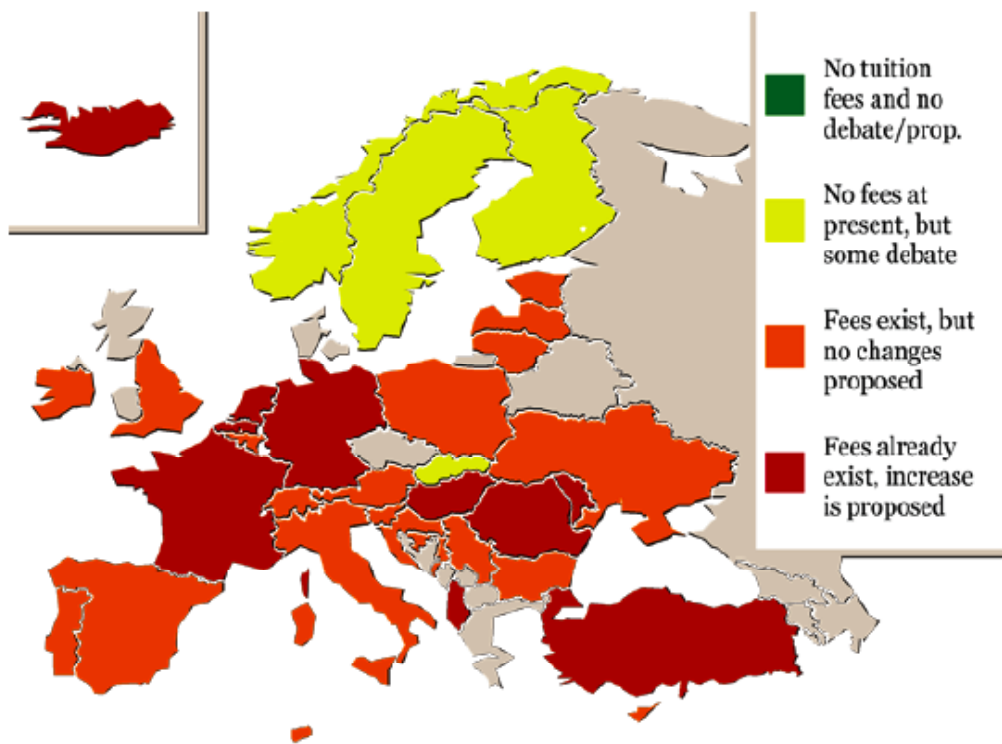 No tuition
fees and no
debate/prop.
No fees at
present, but
some debate
Fees exist, but
no changes
proposed
Fees already
exist, increase
is proposed